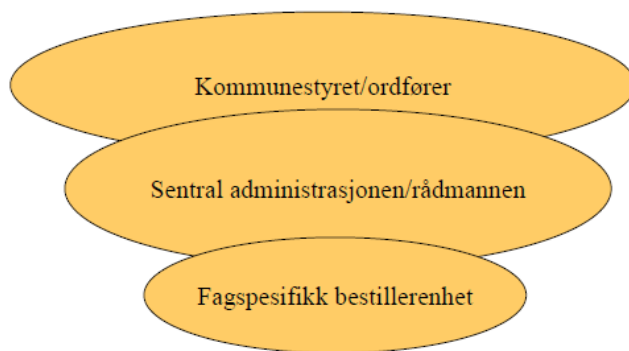 Kommunestyret/ordfører
Sentral administrasjonen/rådmannen
Fagspesifikk bestillerenhet